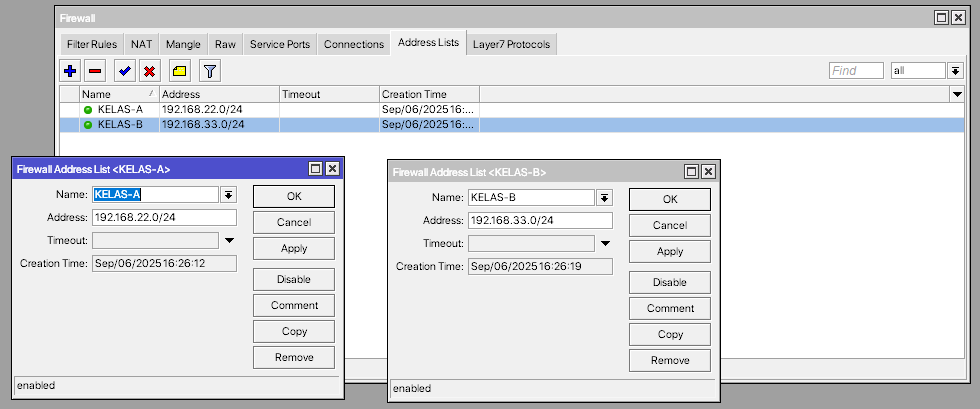 Firewall
Filter Rules NAT Mangle Raw Service Ports Connections Address Lists Layer7 Protocols
Find all
Name Address Timeout Creation Time
KELAS-A 192.168.22.0/24 Sep/06/2025 16:...
KELAS-B 192.168.33.0/24 Sep/06/2025 16:...
Firewall Address List <KELAS-A>
Name: KELAS-A OK
Address: 192.168.22.0/24 Cancel
Timeout: Apply
Creation Time: Sep/06/2025 16:26:12
Disable
Comment
Copy
Remove
enabled
Firewall Address List <KELAS-B>
Name: KELAS-B OK
Address: 192.168.33.0/24 Cancel
Timeout: Apply
Creation Time: Sep/06/2025 16:26:19
Disable
Comment
Copy
Remove
enabled